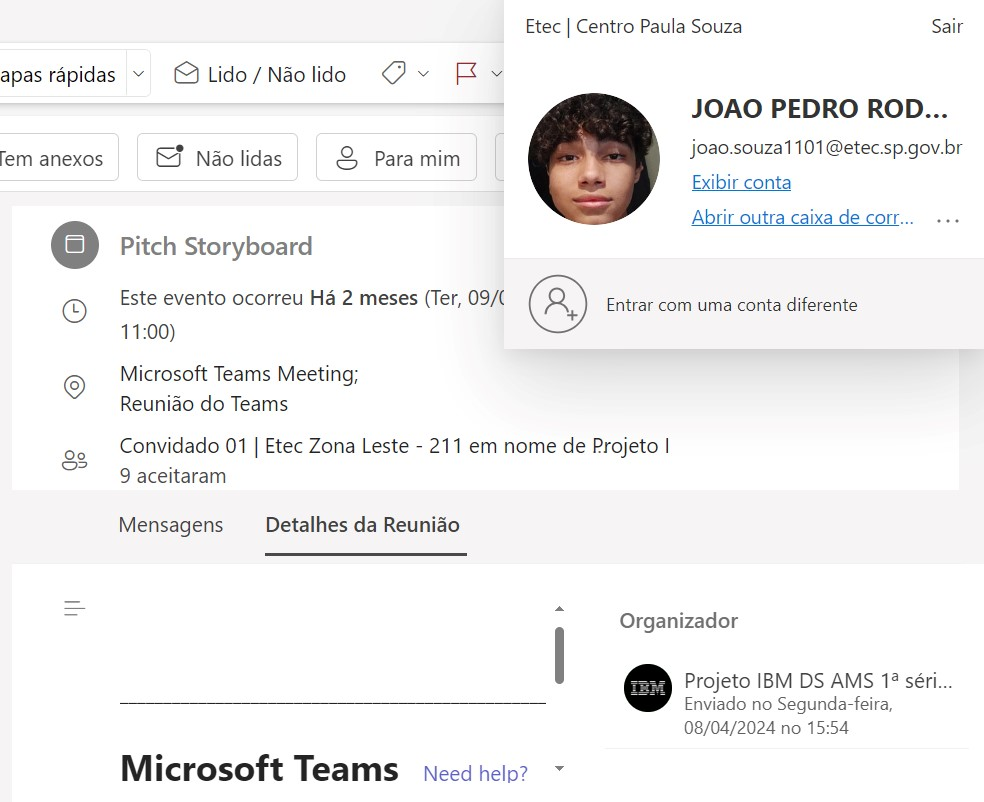 Etec | Centro Paula Souza
Sair
apas rápidas
Lido / Não lido
JOAO PEDRO ROD...
joao.souza1101@etec.sp.gov.br
Exibir conta
Abrir outra caixa de corr...
...
Tem anexos
Não lidas
Para mim
Entrar com uma conta diferente
Pitch Storyboard
Este evento ocorreu Há 2 meses (Ter, 09/0
11:00)
Microsoft Teams Meeting;
Reunião do Teams
Convidado 01 | Etec Zona Leste - 211 em nome de Projeto I
9 aceitaram
Mensagens
Detalhes da Reunião
Organizador
IBM
Projeto IBM DS AMS 1ª séri...
Enviado no Segunda-feira,
08/04/2024 no 15:54
Microsoft Teams
Need help?